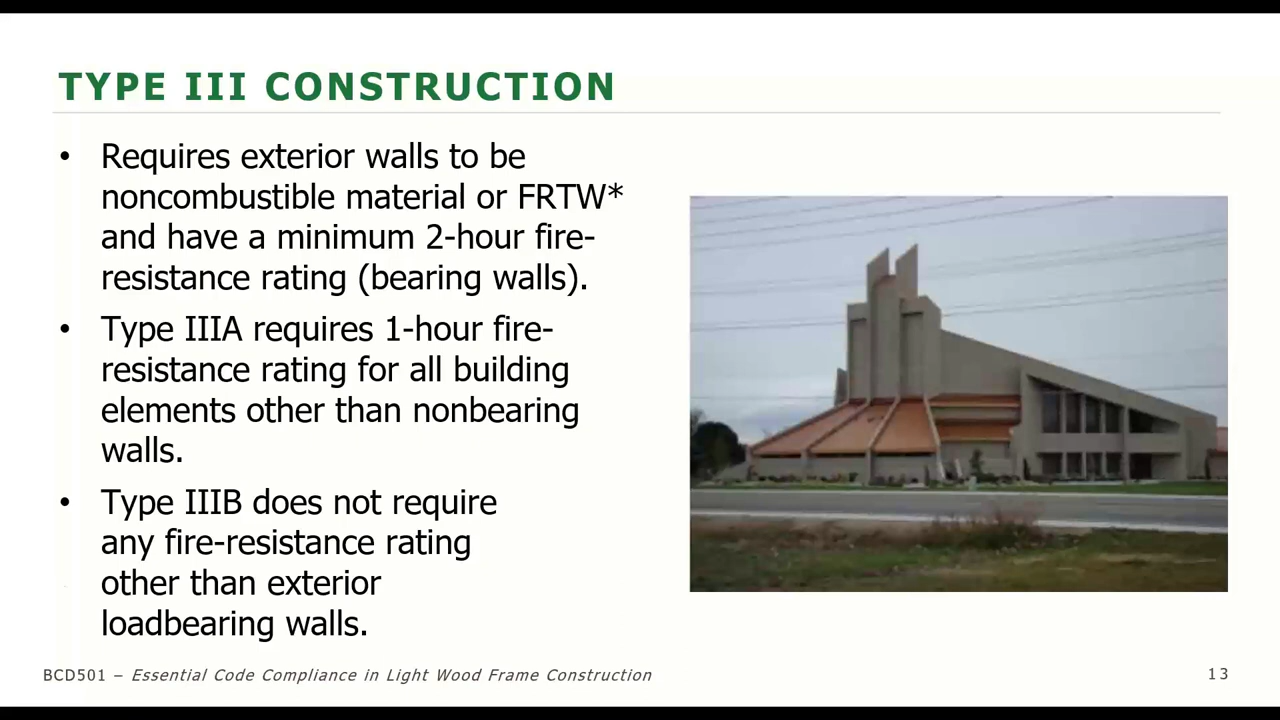 TYPE III CONSTRUCTION
• Requires exterior walls to be
noncombustible material or FRTW*
and have a minimum 2-hour fire-
resistance rating (bearing walls).
• Type IIIA requires 1-hour fire-
resistance rating for all building
elements other than nonbearing
walls.
• Type IIIB does not require
any fire-resistance rating
other than exterior
loadbearing walls.
BCD501 – Essential Code Compliance in Light Wood Frame Construction
13